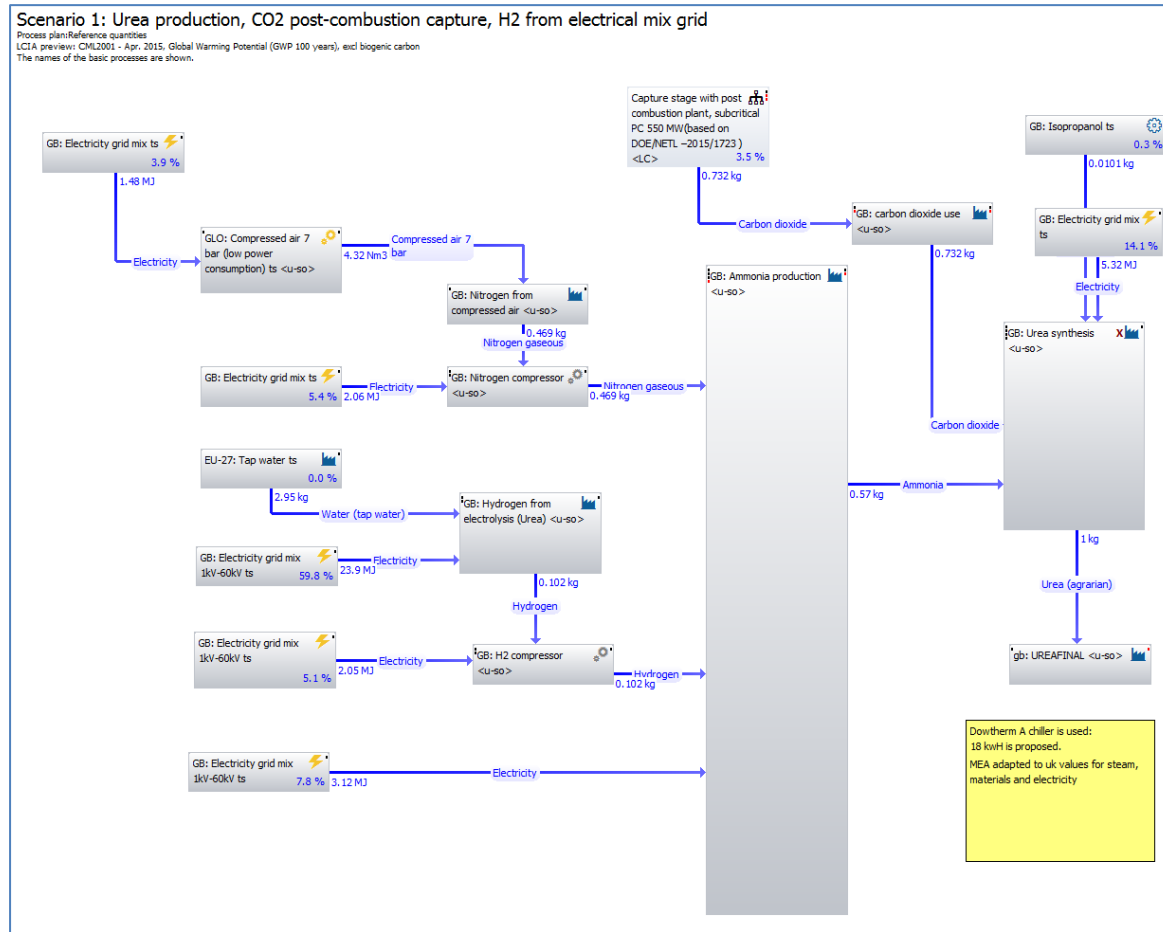 Scenario 1: Urea production, CO2 post-combustion capture, H2 from electrical mix grid
Process plan:Reference quantities
LCIA preview: CML2001 - Apr. 2015, Global Warming Potential (GWP 100 years), excl biogenic carbon
The names of the basic processes are shown.
GB: Electricity grid mix ts
3.9 %
1.48 MJ
Electricity
GLO: Compressed air 7
bar (low power
consumption) ts <u-so>
4.32 Nm3
Compressed air 7
bar
GB: Nitrogen from
compressed air <u-so>
0.469 kg
Nitrogen gaseous
GB: Electricity grid mix ts
5.4 %
2.06 MJ
Electricity
GB: Nitrogen compressor
<u-so>
Nitrogen gaseous
0.469 kg
EU-27: Tap water ts
0.0 %
2.95 kg
Water (tap water)
GB: Hydrogen from
electrolysis (Urea) <u-so>
GB: Electricity grid mix
1kV-60kV ts
59.8 %
23.9 MJ
Electricity
0.102 kg
Hydrogen
GB: Electricity grid mix
1kV-60kV ts
5.1 %
2.05 MJ
Electricity
GB: H2 compressor
<u-so>
Hydrogen
0.102 kg
GB: Electricity grid mix
1kV-60kV ts
7.8 %
3.12 MJ
Electricity
Capture stage with post
combustion plant, subcritical
PC 550 MW(based on
DOE/NETL –2015/1723 )
<LC>
3.5 %
0.732 kg
Carbon dioxide
GB: carbon dioxide use
<u-so>
0.732 kg
Carbon dioxide
GB: Ammonia production
<u-so>
0.57 kg
Ammonia
GB: Isopropanol ts
0.3 %
0.0101 kg
GB: Electricity grid mix
ts
14.1 %
5.32 MJ
Electricity
GB: Urea synthesis
X
<u-so>
1 kg
Urea (agrarian)
gb: UREAFINAL <u-so>
Dowtherm A chiller is used:
18 kwH is proposed.
MEA adapted to uk values for steam,
materials and electricity